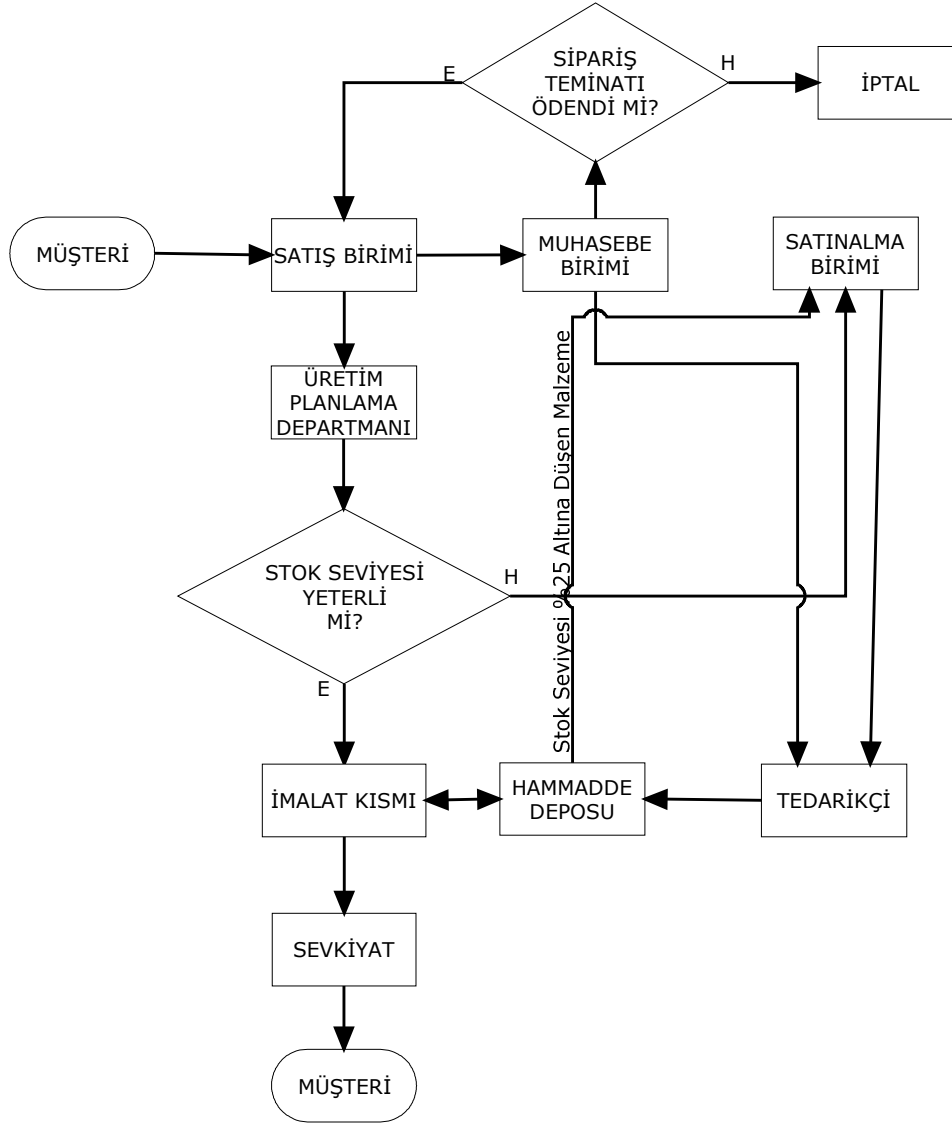 SİPARİŞ
TEMİNATI
ÖDENDİ Mİ?
E
H
İPTAL
MÜŞTERİ
SATIŞ BİRİMİ
MUHASEBE
BİRİMİ
SATINALMA
BİRİMİ
ÜRETİM
PLANLAMA
DEPARTMANI
Stok Seviyesi %25 Altına Düşen Malzeme
STOK SEVİYESİ
YETERLİ
Mİ?
H
E
İMALAT KISMI
HAMMADDE
DEPOSU
TEDARİKÇİ
SEVKİYAT
MÜŞTERİ